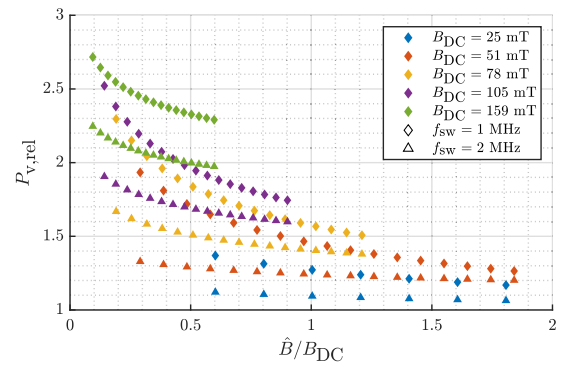 3
2.5
2
1.5
1
P_v,rel
0 0.5 1 1.5 2
B̂/B_DC
B_DC = 25 mT
B_DC = 51 mT
B_DC = 78 mT
B_DC = 105 mT
B_DC = 159 mT
f_sw = 1 MHz
f_sw = 2 MHz